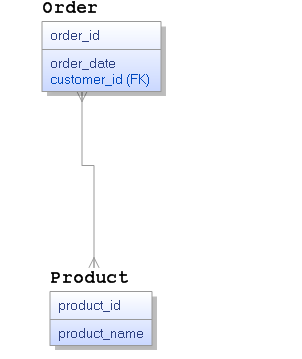 Order
order_id
order_date
customer_id (FK)
Product
product_id
product_name